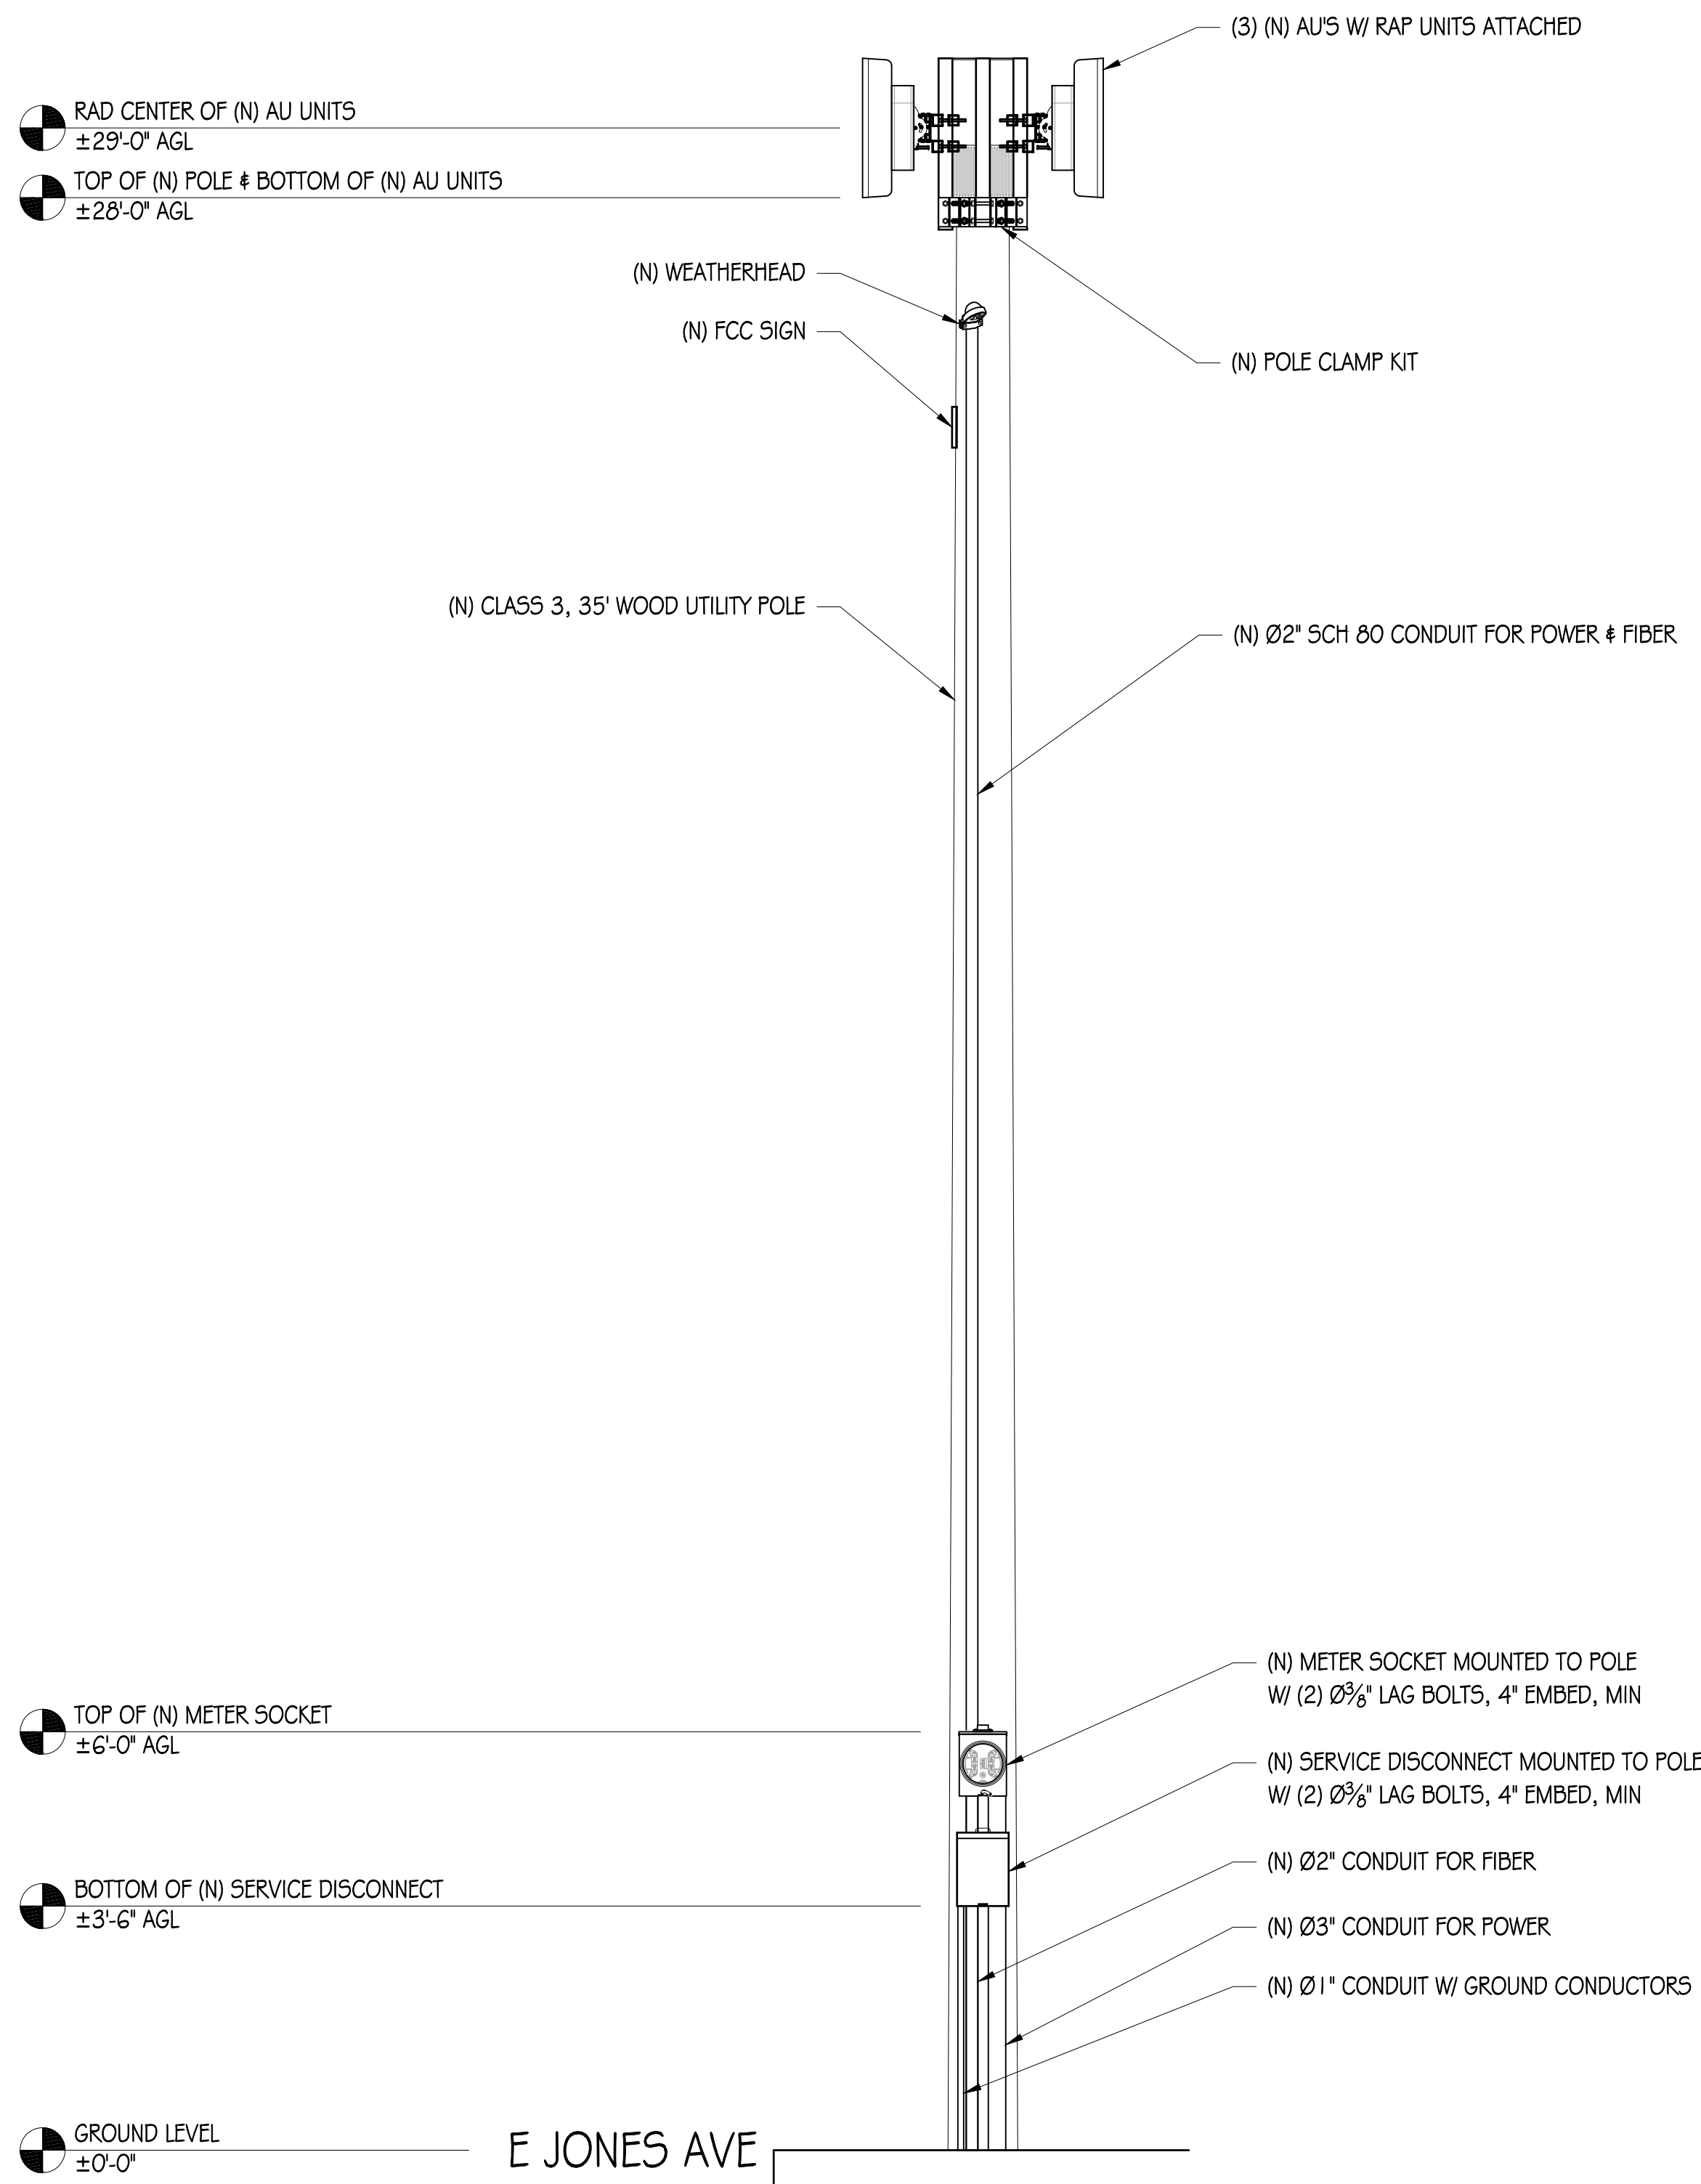 (3) (N) AU'S W/ RAP UNITS ATTACHED
RAD CENTER OF (N) AU UNITS
±29'-0" AGL
TOP OF (N) POLE & BOTTOM OF (N) AU UNITS
±28'-0" AGL
(N) WEATHERHEAD
(N) FCC SIGN
(N) POLE CLAMP KIT
(N) CLASS 3, 35' WOOD UTILITY POLE
(N) Ø2" SCH 80 CONDUIT FOR POWER & FIBER
(N) METER SOCKET MOUNTED TO POLE
W/ (2) Ø⅜" LAG BOLTS, 4" EMBED, MIN
TOP OF (N) METER SOCKET
±6'-0" AGL
(N) SERVICE DISCONNECT MOUNTED TO POLE
W/ (2) Ø⅜" LAG BOLTS, 4" EMBED, MIN
(N) Ø2" CONDUIT FOR FIBER
BOTTOM OF (N) SERVICE DISCONNECT
±3'-6" AGL
(N) Ø3" CONDUIT FOR POWER
(N) Ø1" CONDUIT W/ GROUND CONDUCTORS
GROUND LEVEL
±0'-0"
E JONES AVE